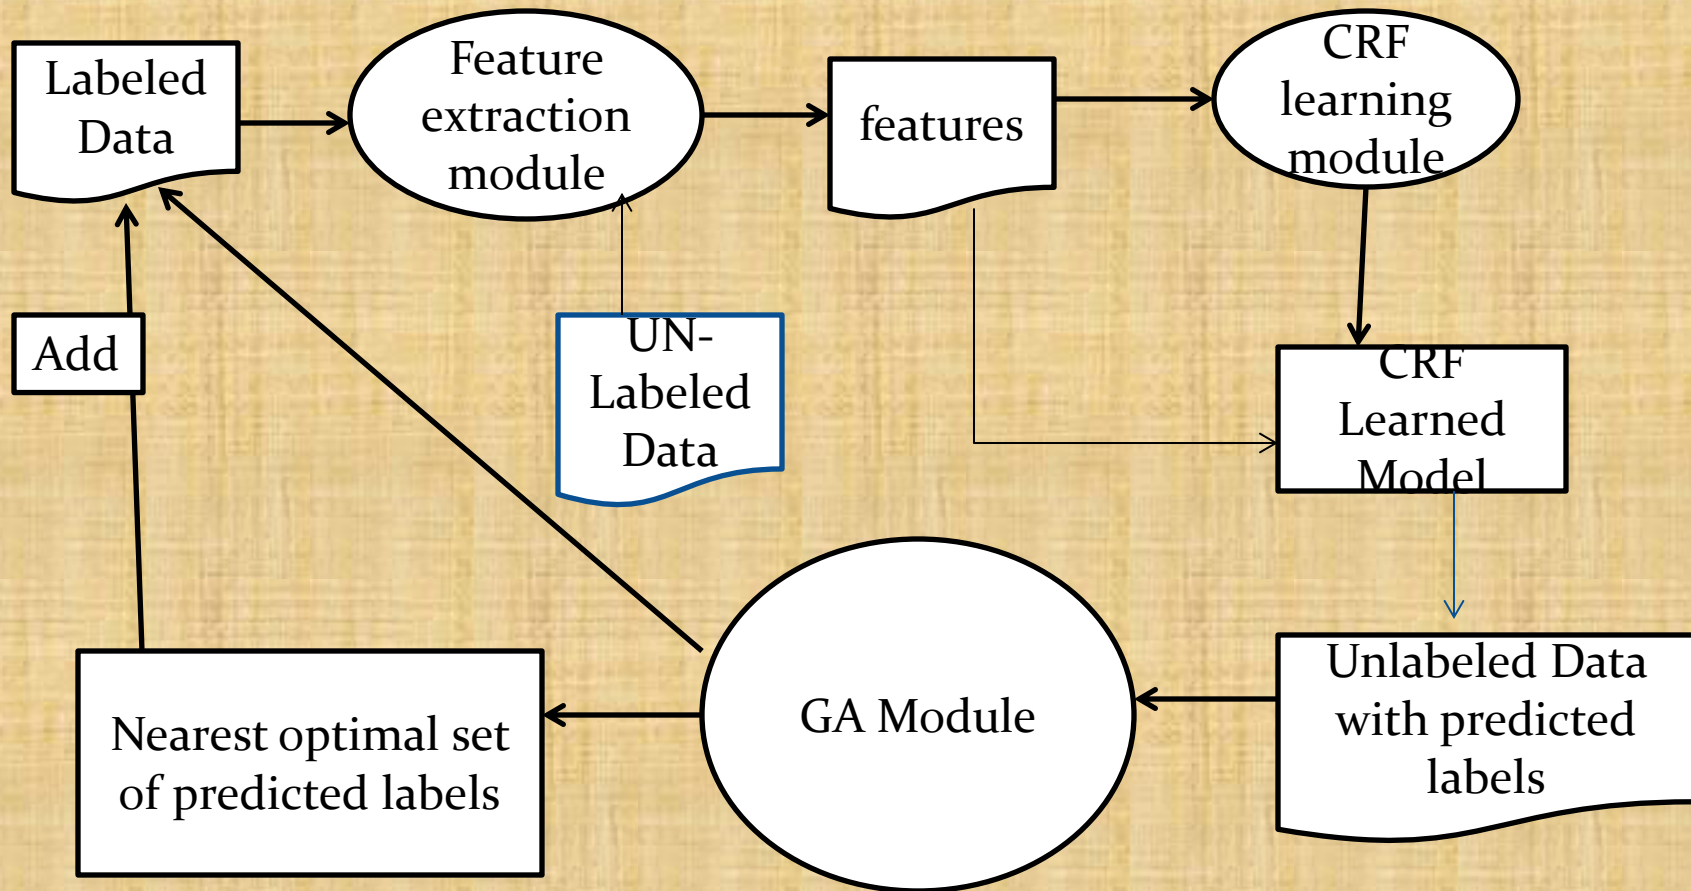 Labeled
Data
Feature
extraction
module
features
CRF
learning
module
Add
UN-
Labeled
Data
CRF
Learned
Model
Nearest optimal set
of predicted labels
GA Module
Unlabeled Data
with predicted
labels